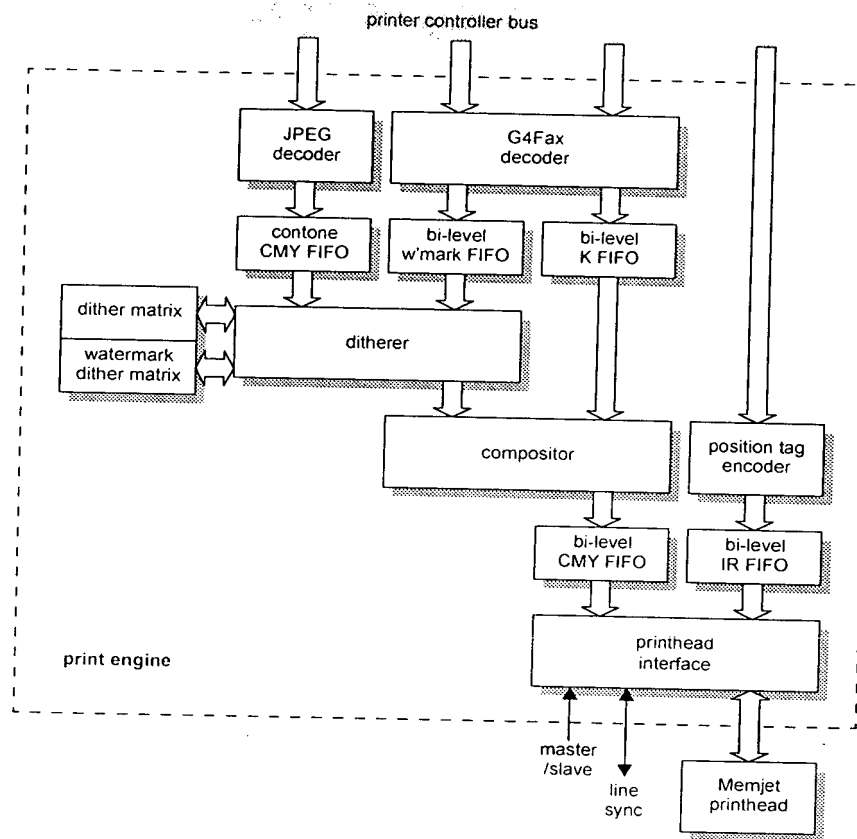 printer controller bus
JPEG
decoder
G4Fax
decoder
contone
CMY FIFO
bi-level
w'mark FIFO
bi-level
K FIFO
dither matrix
watermark
dither matrix
ditherer
compositor
position tag
encoder
bi-level
CMY FIFO
bi-level
IR FIFO
print engine
printhead
interface
master
/slave
line
sync
Memjet
printhead